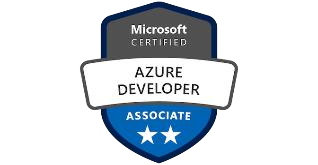 Microsoft
CERTIFIED
AZURE
DEVELOPER
ASSOCIATE